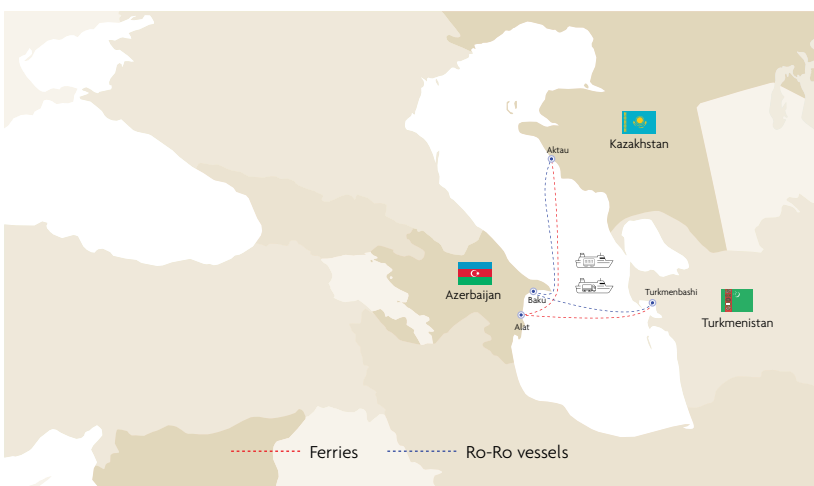 Aktau
Kazakhstan
Azerbaijan
Baku
Turkmenbashi
Alat
Turkmenistan
Ferries
Ro-Ro vessels